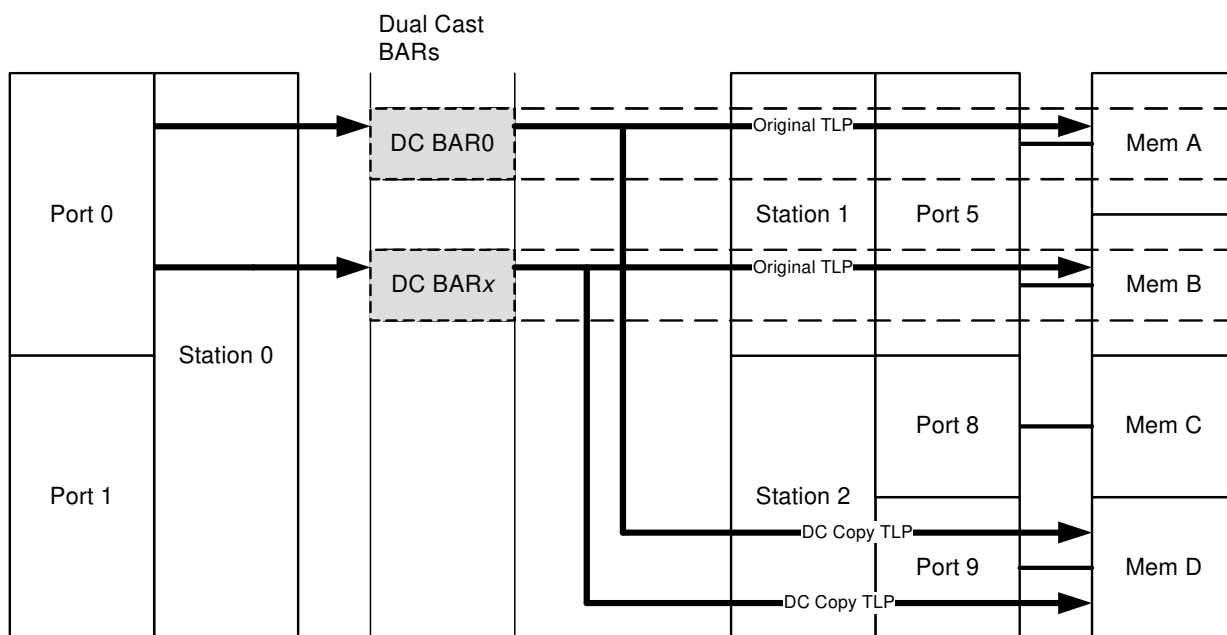 Dual Cast
BARs
DC BAR0
Original TLP
Mem A
Port 0
Station 1
Port 5
DC BARx
Original TLP
Mem B
Station 0
Port 8
Mem C
Port 1
Station 2
DC Copy TLP
Port 9
Mem D
DC Copy TLP